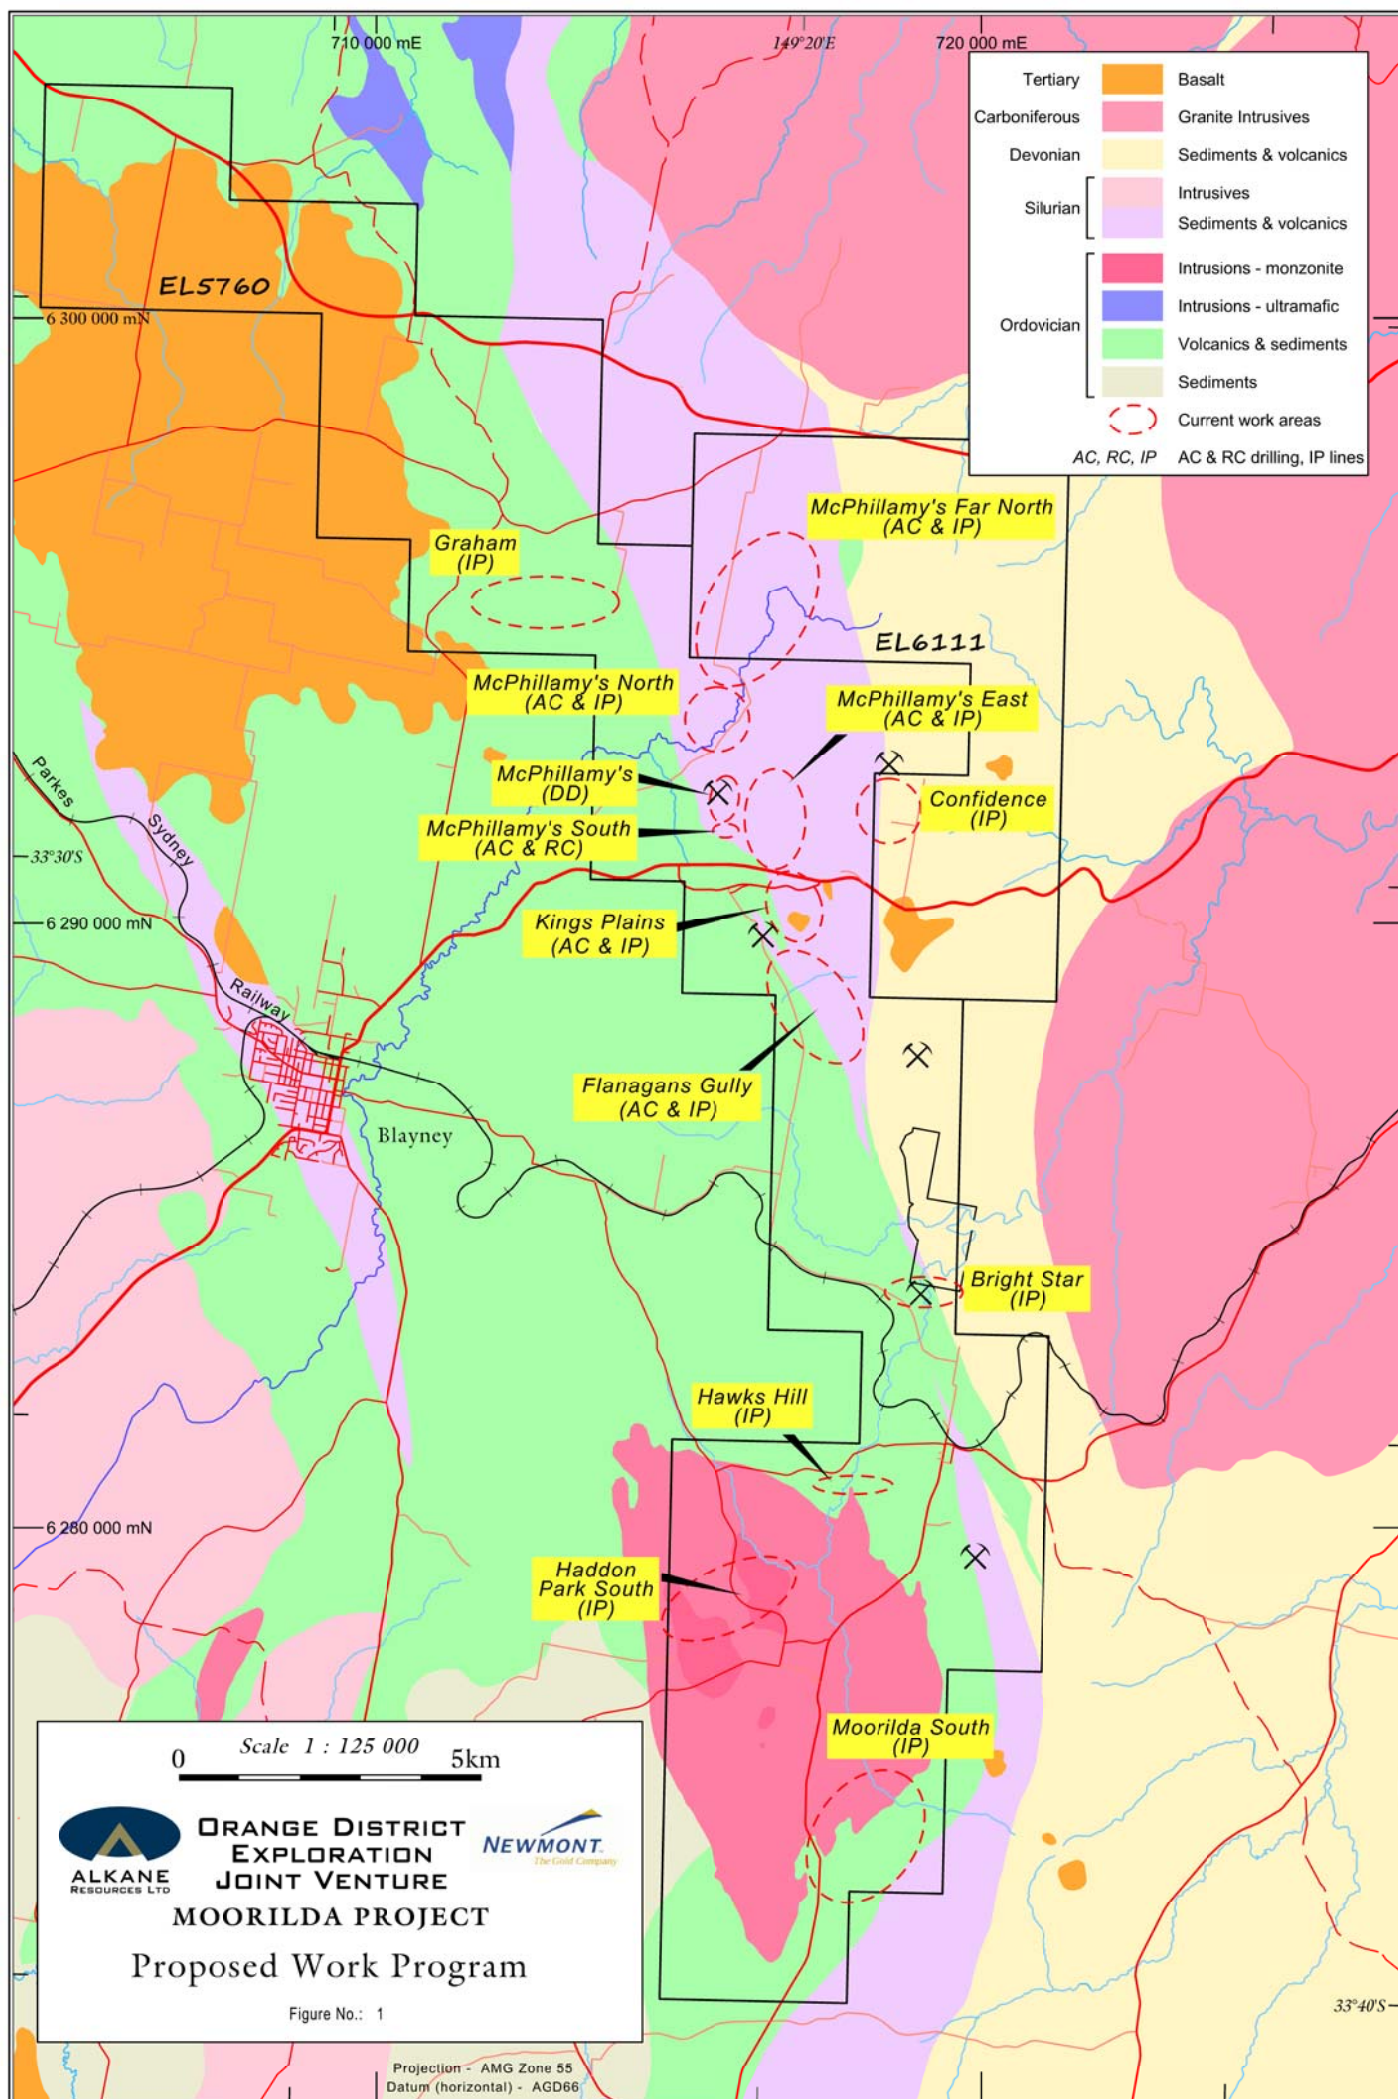 710 000 mE
149°20'E
720 000 mE
Tertiary
Basalt
Carboniferous
Granite Intrusives
Devonian
Sediments & volcanics
Silurian
Intrusives
Sediments & volcanics
Ordovician
Intrusions - monzonite
Intrusions - ultramafic
Volcanics & sediments
Sediments
Current work areas
AC, RC, IP
AC & RC drilling, IP lines
EL5760
6 300 000 mN
McPhillamy's Far North
(AC & IP)
Graham
(IP)
EL6111
McPhillamy's North
(AC & IP)
McPhillamy's East
(AC & IP)
McPhillamy's
(DD)
Confidence
(IP)
McPhillamy's South
(AC & RC)
Parkes
Sydney
Railway
33°30'S
6 290 000 mN
Kings Plains
(AC & IP)
Flanagans Gully
(AC & IP)
Blayney
Bright Star
(IP)
Hawks Hill
(IP)
6 280 000 mN
Haddon
Park South
(IP)
Moorilda South
(IP)
Scale 1 : 125 000
0
5km
ALKANE
RESOURCES LTD
ORANGE DISTRICT
EXPLORATION
JOINT VENTURE
NEWMONT
The Gold Company
MOORILDA PROJECT
Proposed Work Program
Figure No.: 1
33°40'S
Projection - AMG Zone 55
Datum (horizontal) - AGD66